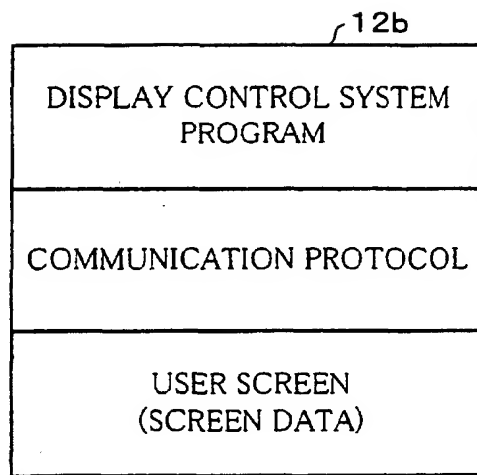 12b
DISPLAY CONTROL SYSTEM
PROGRAM
COMMUNICATION PROTOCOL
USER SCREEN
(SCREEN DATA)